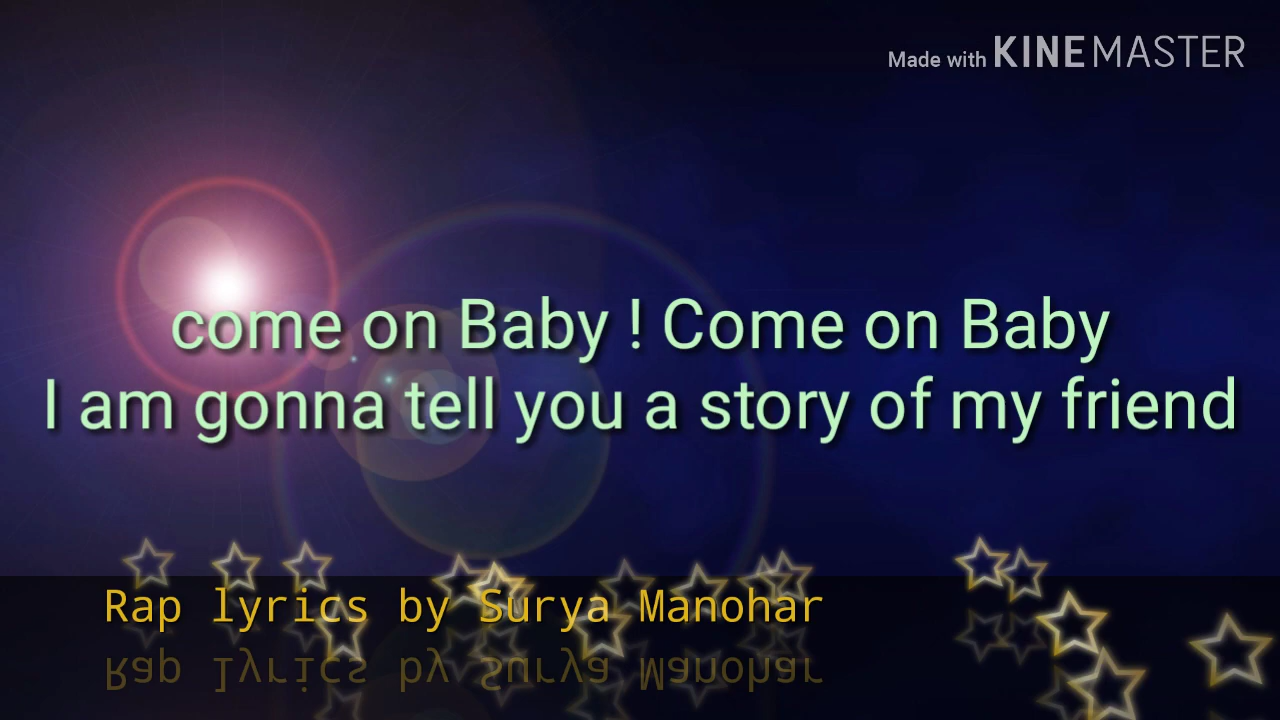 Made with KINEMASTER
come on Baby ! Come on Baby
I am gonna tell you a story of my friend
Rap lyrics by Surya Manohar